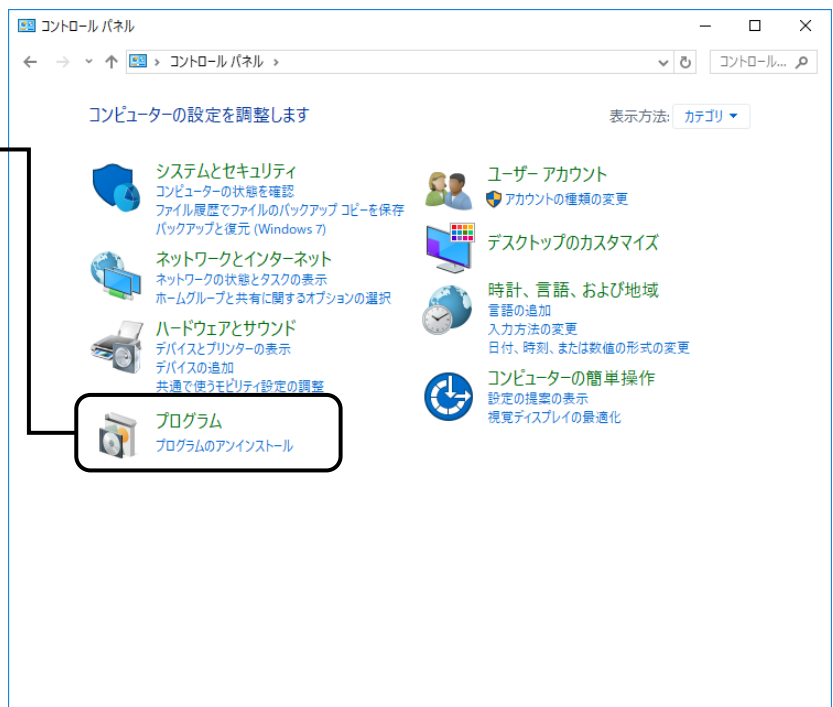 コントロール パネル
コントロール パネル
コントロール...
コンピューターの設定を調整します
表示方法: カテゴリ
システムとセキュリティ
コンピューターの状態を確認
ファイル履歴でファイルのバックアップ コピーを保存
バックアップと復元 (Windows 7)
ネットワークとインターネット
ネットワークの状態とタスクの表示
ホームグループと共有に関するオプションの選択
ハードウェアとサウンド
デバイスとプリンターの表示
デバイスの追加
共通で使うモビリティ設定の調整
プログラム
プログラムのアンインストール
ユーザー アカウント
アカウントの種類の変更
デスクトップのカスタマイズ
時計、言語、および地域
言語の追加
入力方法の変更
日付、時刻、または数値の形式の変更
コンピューターの簡単操作
設定の提案の表示
視覚ディスプレイの最適化